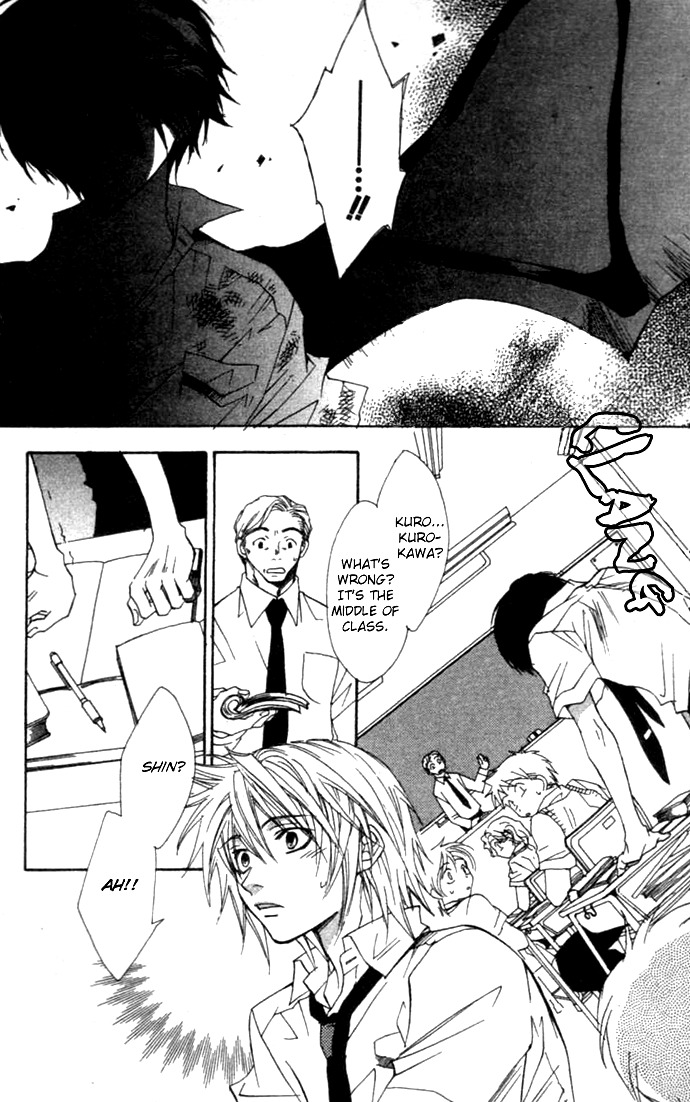 ......!!
CLANG
KURO...
KURO-
KAWA?
WHAT'S
WRONG?
IT'S THE
MIDDLE OF
CLASS.
SHIN?
AH!!